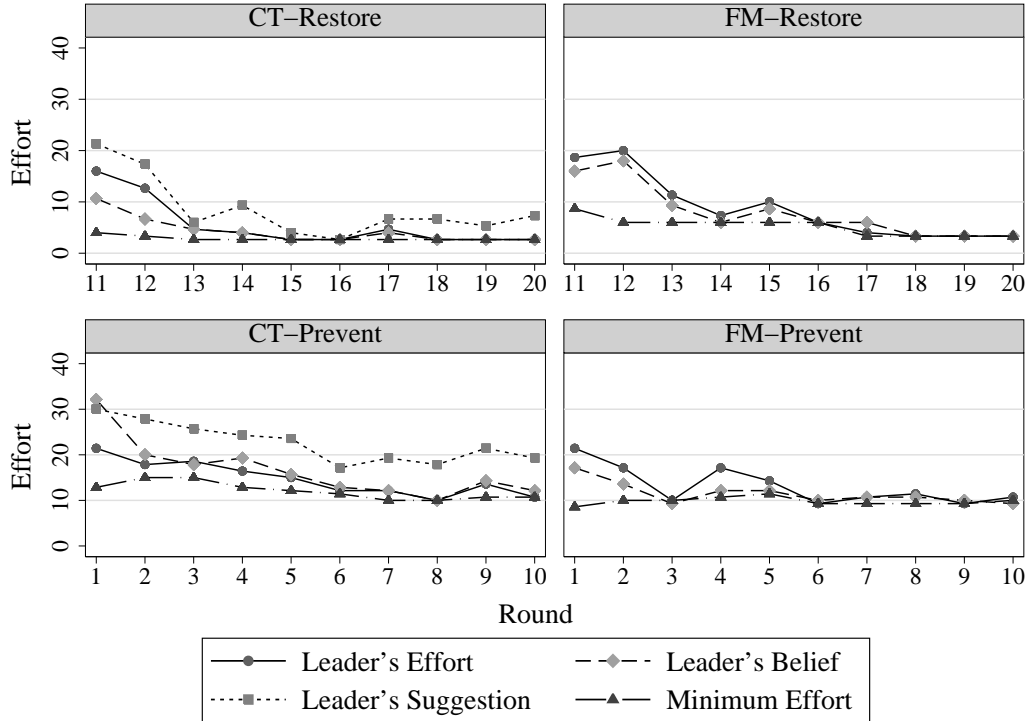 CT−Restore FM−Restore
40
30
20
10
0
Effort
11 12 13 14 15 16 17 18 19 20 11 12 13 14 15 16 17 18 19 20
CT−Prevent FM−Prevent
40
30
20
10
0
Effort
1 2 3 4 5 6 7 8 9 10 1 2 3 4 5 6 7 8 9 10
Round
Leader's Effort Leader's Belief
Leader's Suggestion Minimum Effort